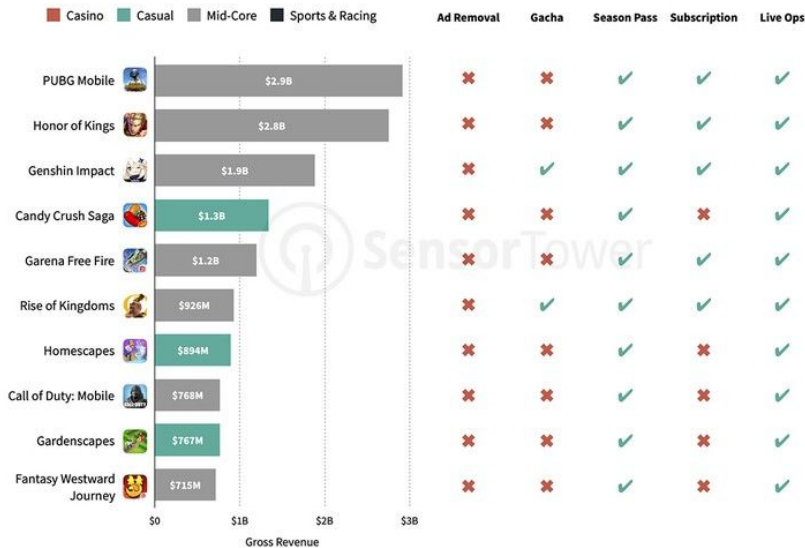 Casino Casual Mid-Core Sports & Racing
Ad Removal Gacha Season Pass Subscription Live Ops
PUBG Mobile $2.9B
Honor of Kings $2.8B
Genshin Impact $1.9B
Candy Crush Saga $1.3B
SensorTower
Garena Free Fire $1.2B
Rise of Kingdoms $926M
Homescapes $894M
Call of Duty: Mobile $768M
Gardenscapes $767M
Fantasy Westward
Journey $715M
$0 $1B $2B $3B
Gross Revenue